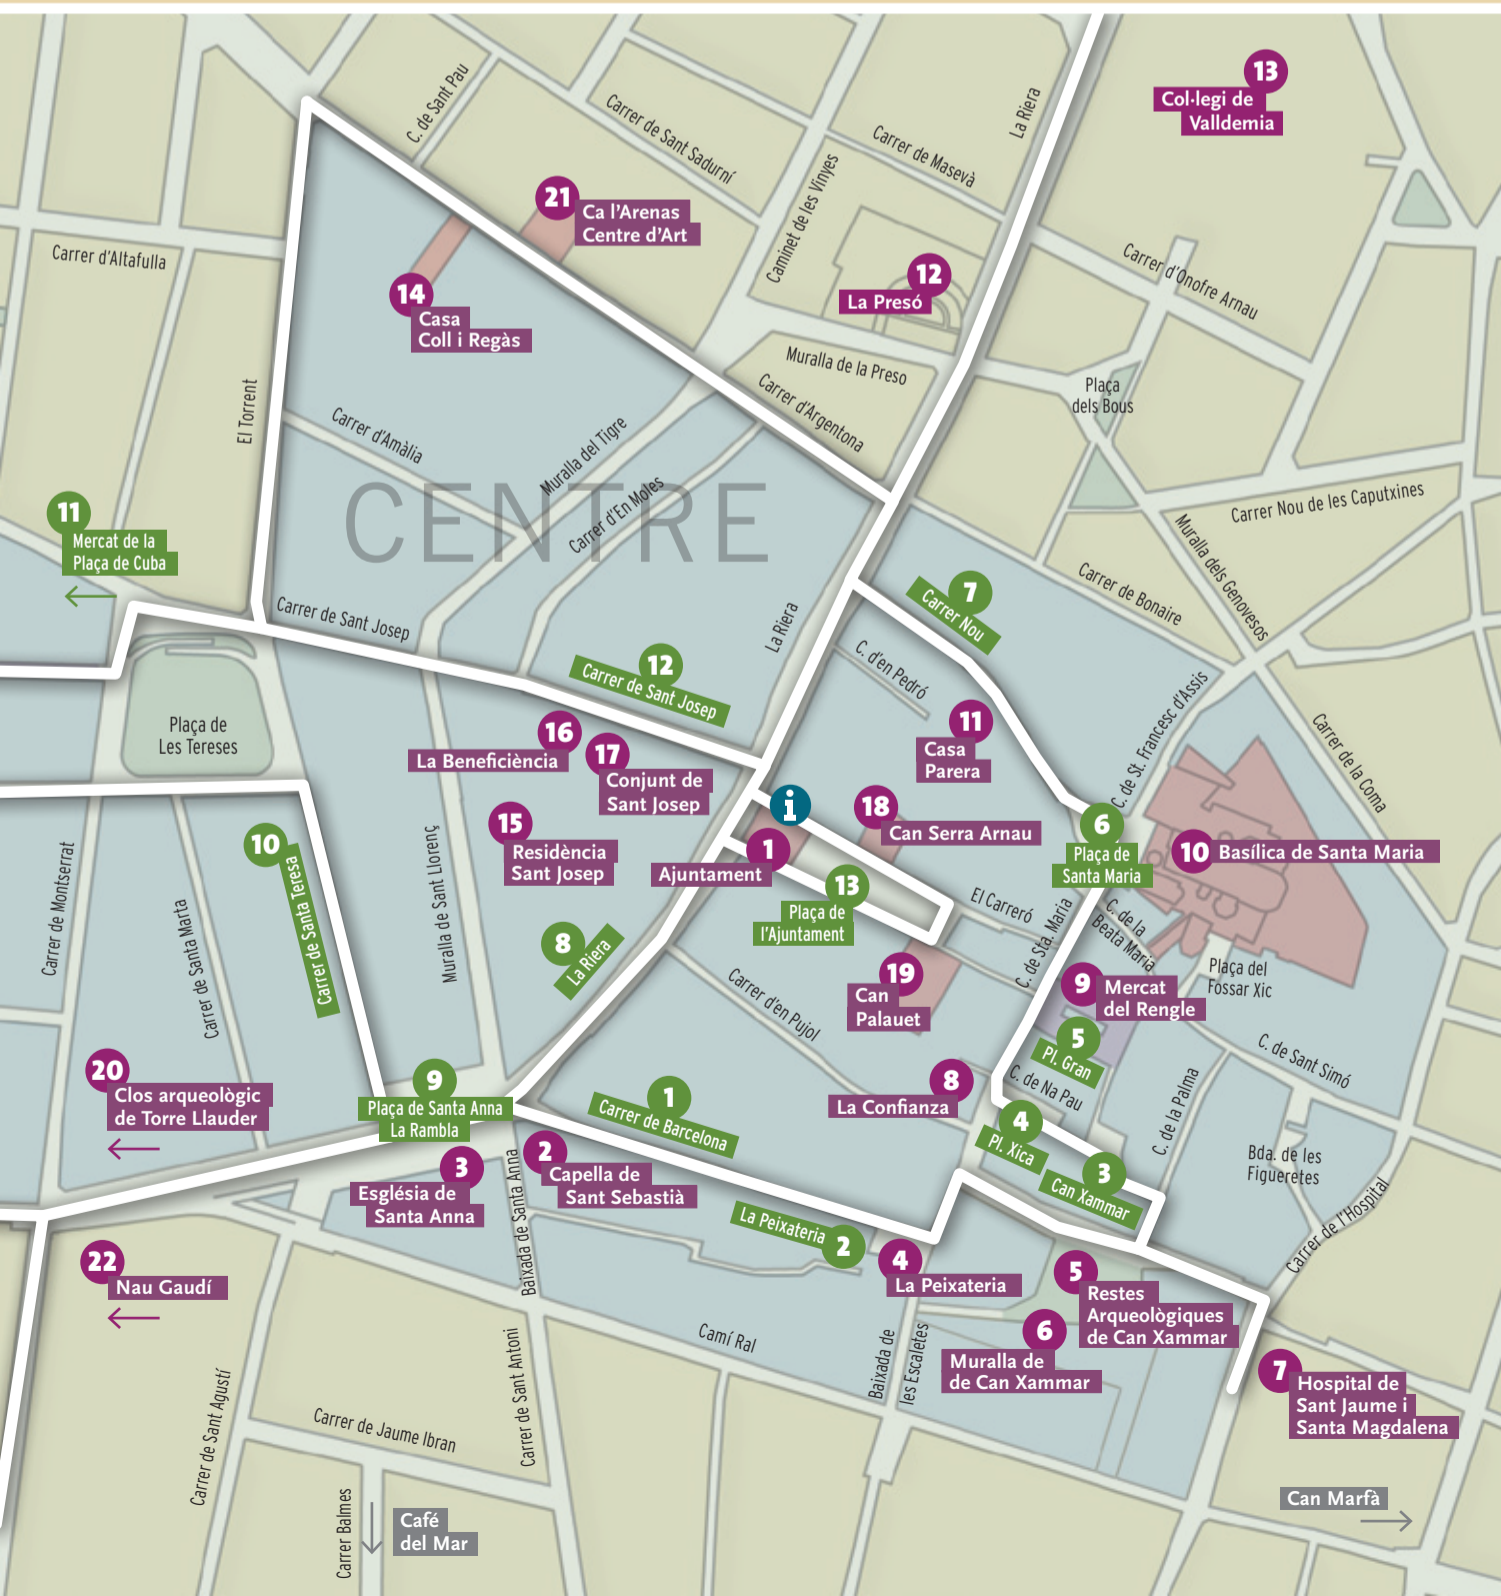 13
Col·legi de
Valldemia
C. de Sant Pau
Carrer de Sant Sadurní
Carrer de Masevà
La Riera
21
Ca l'Arenas
Centre d'Art
Caminet de les Vinyes
12
La Presó
Carrer d'Onofre Arnau
Carrer d'Altafulla
14
Casa
Coll i Regàs
Muralla de la Preso
Carrer d'Argentona
Plaça
dels Bous
El Torrent
Carrer d'Amàlia
Muralla del Tigre
Carrer d'En Moles
CENTRE
Carrer Nou de les Caputxines
Muralla dels Genovesos
11
Mercat de la
Plaça de Cuba
Carrer de Sant Josep
La Riera
7
Carrer Nou
Carrer de Bonaire
12
Carrer de Sant Josep
C. d'en Pedró
C. de St. Francesc d'Assis
Carrer de la Coma
Plaça de
Les Tereses
16
La Beneficiència
17
Conjunt de
Sant Josep
11
Casa
Parera
i
15
Residència
Sant Josep
1
Ajuntament
18
Can Serra Arnau
6
Plaça de
Santa Maria
10
Basílica de Santa Maria
10
Carrer de Santa Teresa
Carrer de Montserrat
Carrer de Santa Marta
Muralla de Sant Llorenç
13
Plaça de
l'Ajuntament
El Carreró
C. de Sta. Maria
C. de la
Beata Maria
8
La Riera
19
Can
Palauet
Carrer d'en Pujol
9
Mercat
del Rengle
Plaça del
Fossar Xic
5
Pl. Gran
C. de Sant Simó
20
Clos arqueològic
de Torre Llauder
9
Plaça de Santa Anna
La Rambla
1
Carrer de Barcelona
8
La Confianza
C. de Na Pau
4
Pl. Xica
C. de la Palma
3
Can Xammar
Bda. de les
Figueretes
3
Església de
Santa Anna
2
Capella de
Sant Sebastià
Baixada de Santa Anna
La Peixateria
2
4
La Peixateria
Carrer de l'Hospital
22
Nau Gaudí
5
Restes
Arqueològiques
de Can Xammar
6
Muralla de
de Can Xammar
Camí Ral
Baixada de
les Escaletes
7
Hospital de
Sant Jaume i
Santa Magdalena
Carrer de Sant Agustí
Carrer de Jaume Ibran
Carrer de Sant Antoni
Carrer Balmes
Café
del Mar
Can Marfà